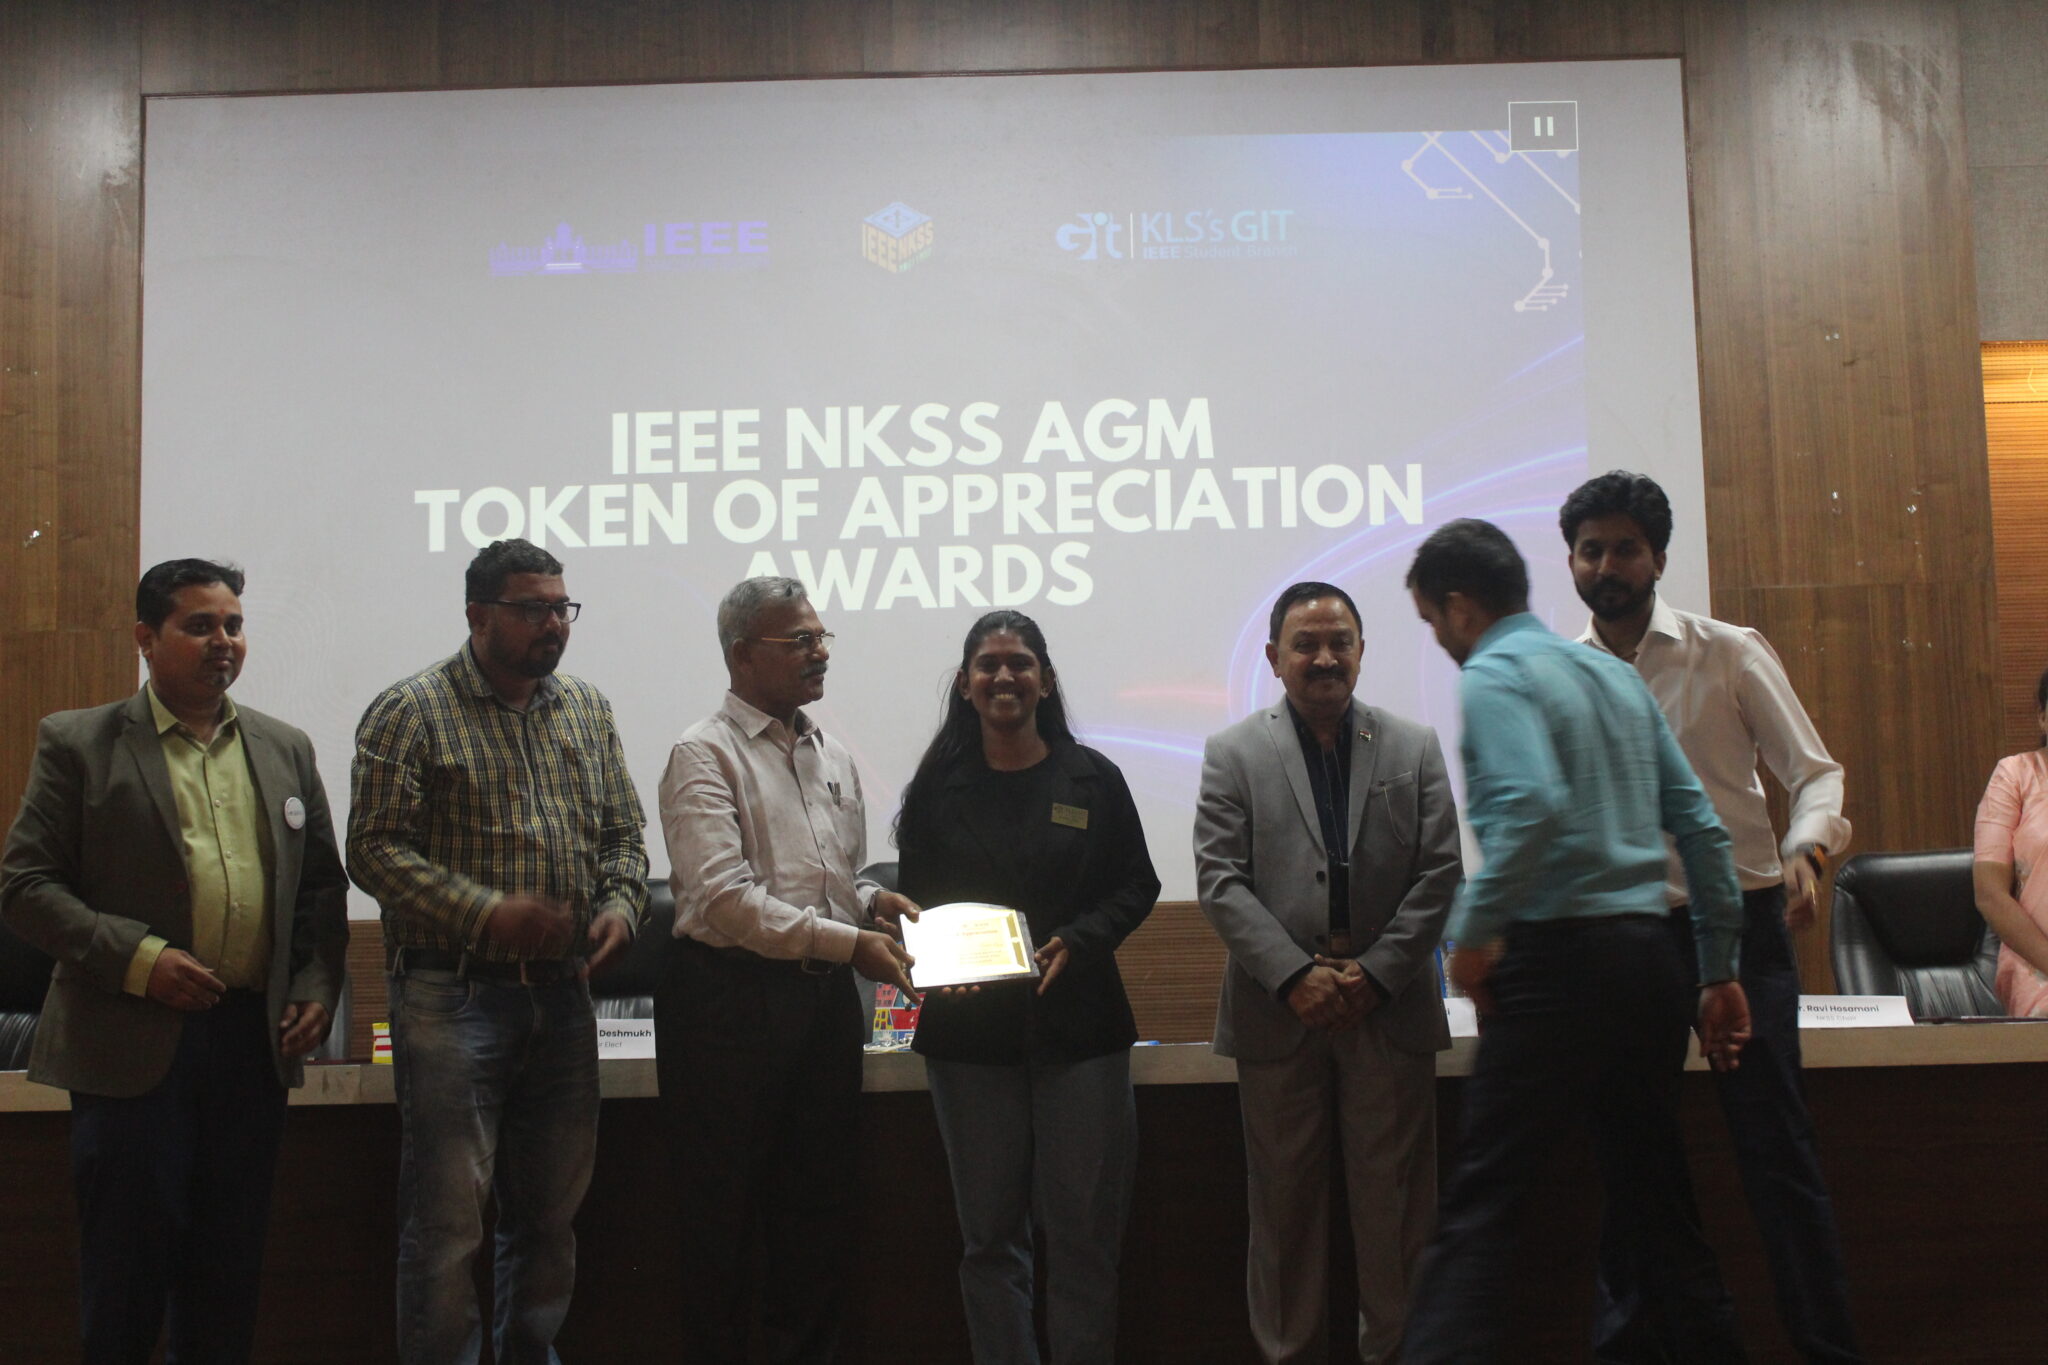 IEEE
IEEE NKSS
Git
KLS's GIT
IEEE Student Branch
IEEE NKSS AGM
TOKEN OF APPRECIATION
AWARDS
Deshmukh
Elect
r. Ravi Hosamani
NKSS Chair